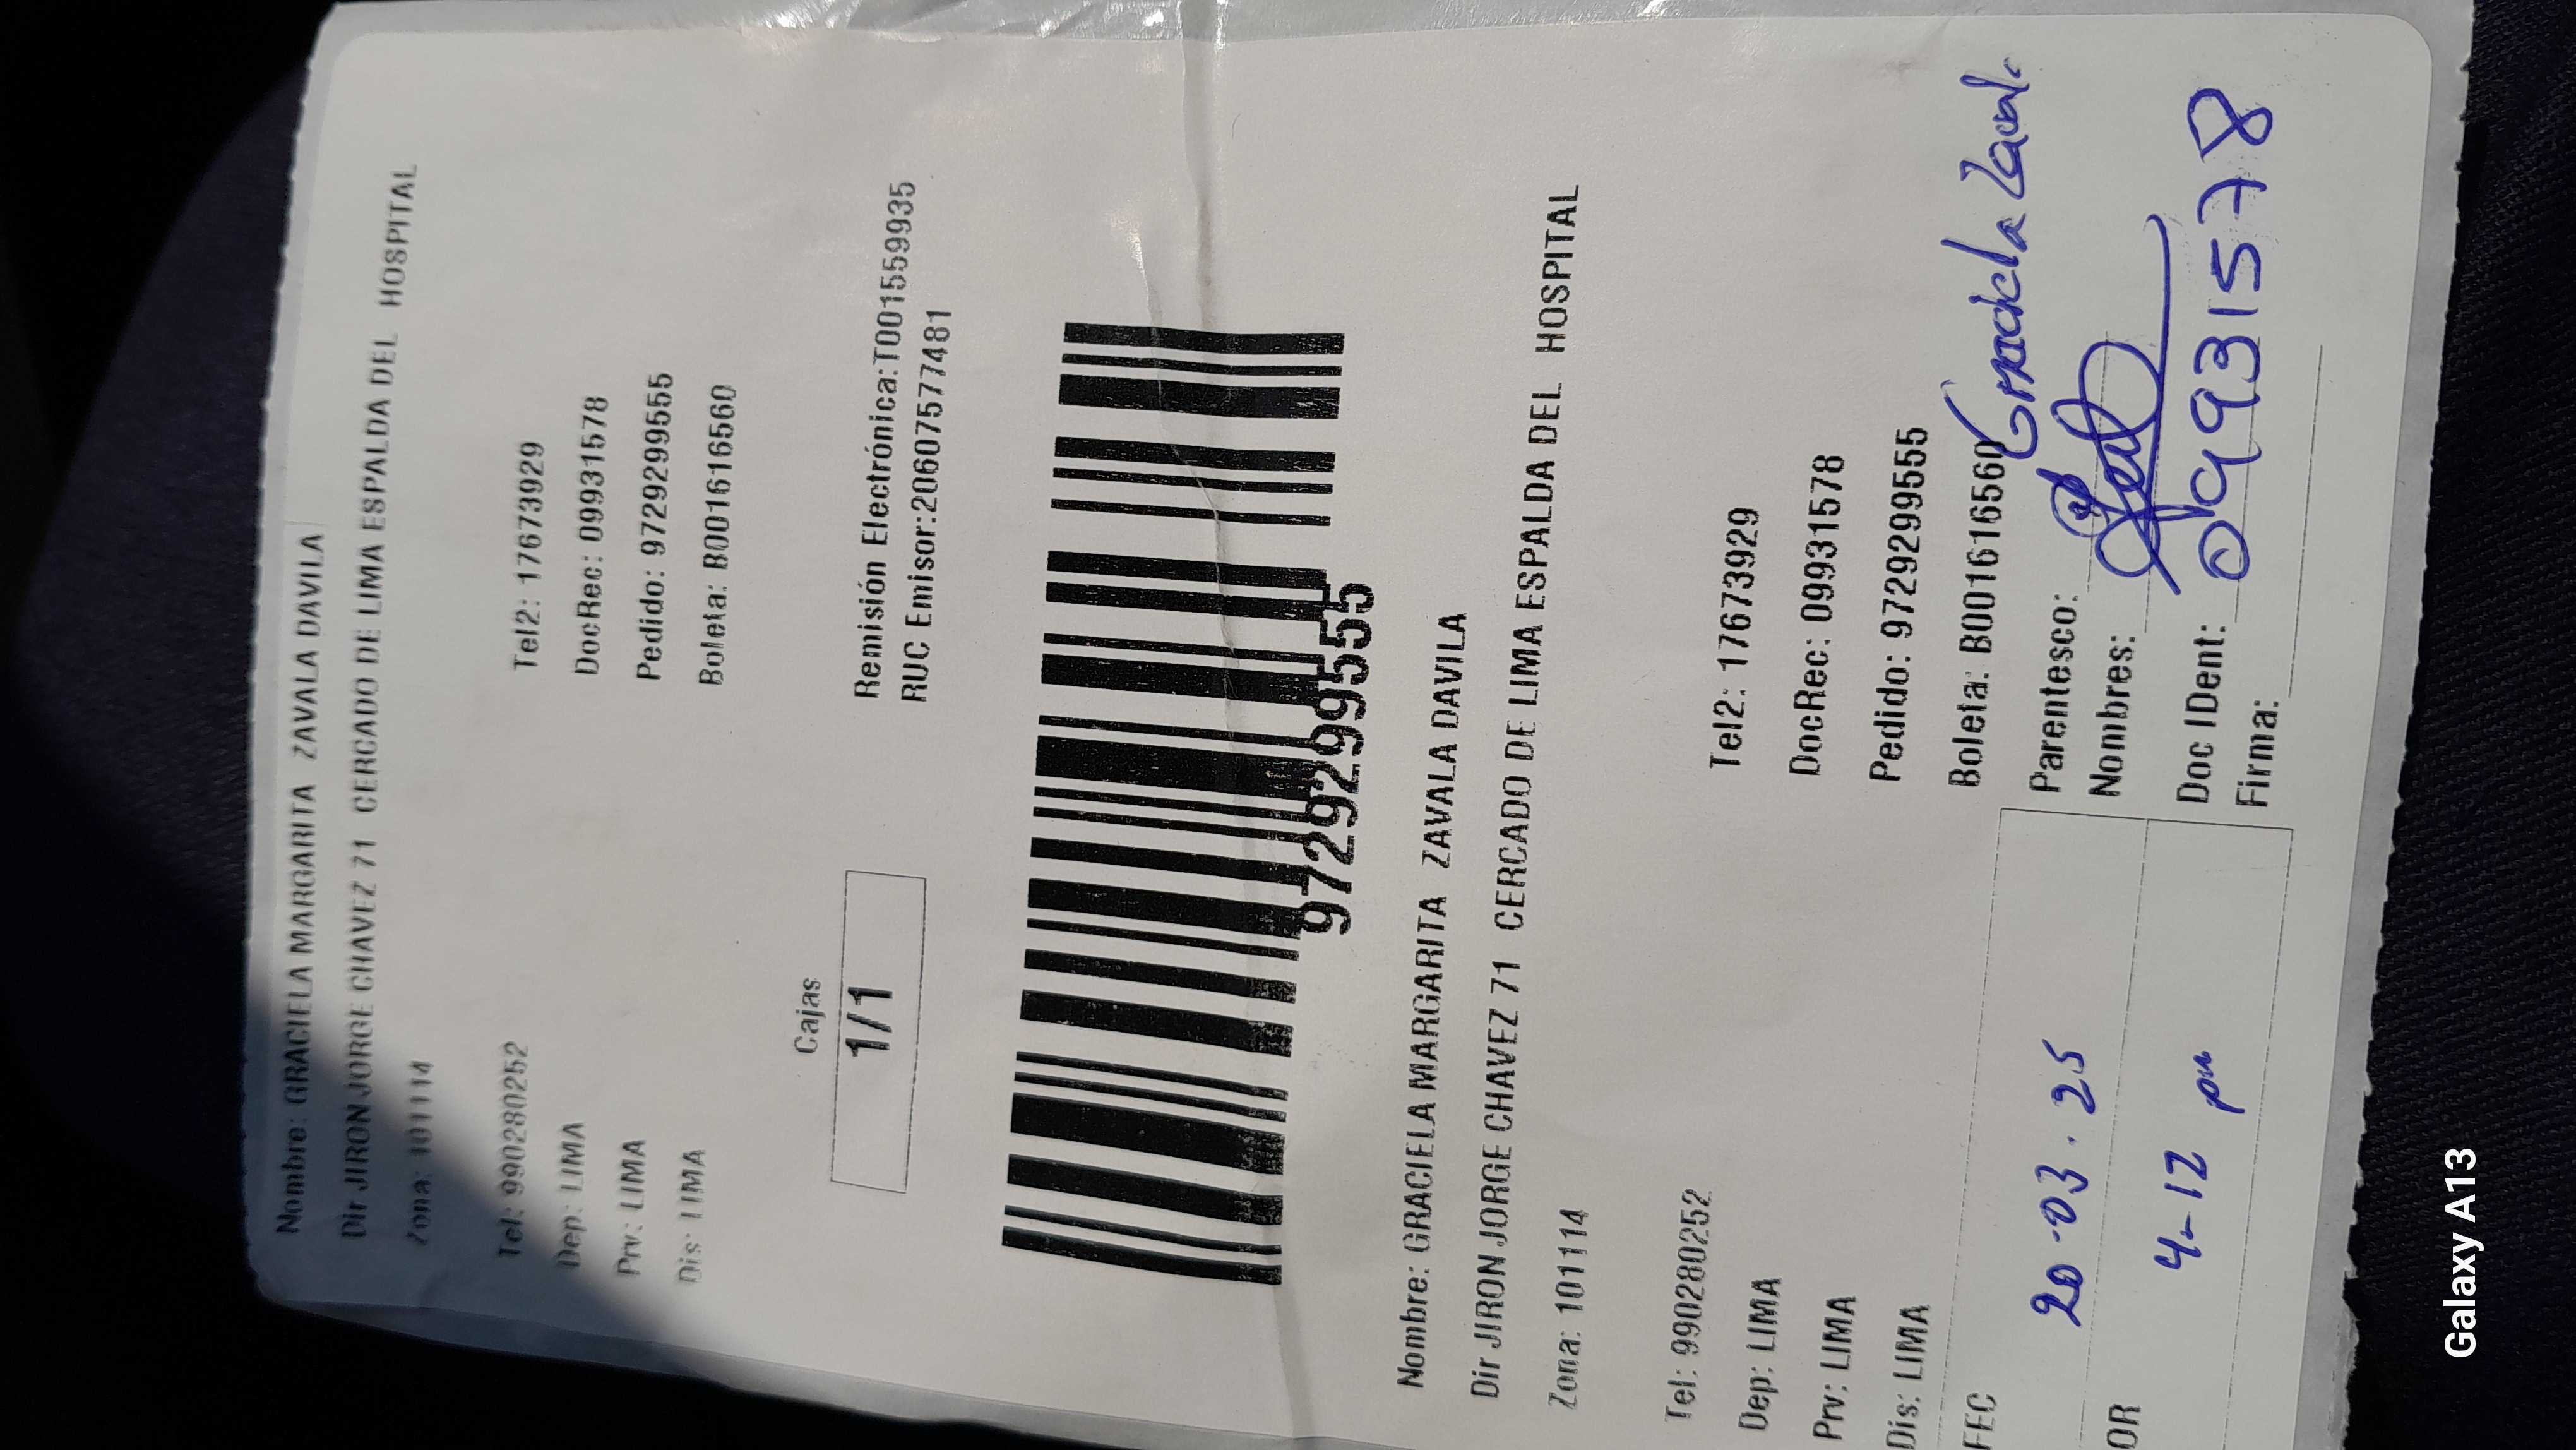 Nombre: GRACIELA MARGARITA ZAVALA DAVILA
Dir JIRON JORGE CHAVEZ 71 CERCADO DE LIMA ESPALDA DEL HOSPITAL
Zona: 101114
Tel: 990280252 Tel2: 17673929
Dep: LIMA DocRec: 09931578
Prv: LIMA Pedido: 9729299555
Dis: LIMA Boleta: B001616560
Cajas
1/1
Remisión Electrónica:T001559935
RUC Emisor:20607577481
9729299555
Nombre: GRACIELA MARGARITA ZAVALA DAVILA
Dir JIRON JORGE CHAVEZ 71 CERCADO DE LIMA ESPALDA DEL HOSPITAL
Zona: 101114
Tel: 990280252 Tel2: 17673929
Dep: LIMA DocRec: 09931578
Prv: LIMA Pedido: 9729299555
Dis: LIMA Boleta: B001616560
Graciela Zavala
FEC 20-03.25 Parentesco:
Nombres:
OR 4-12 pm Doc IDent: 09931578
Firma:
Galaxy A13